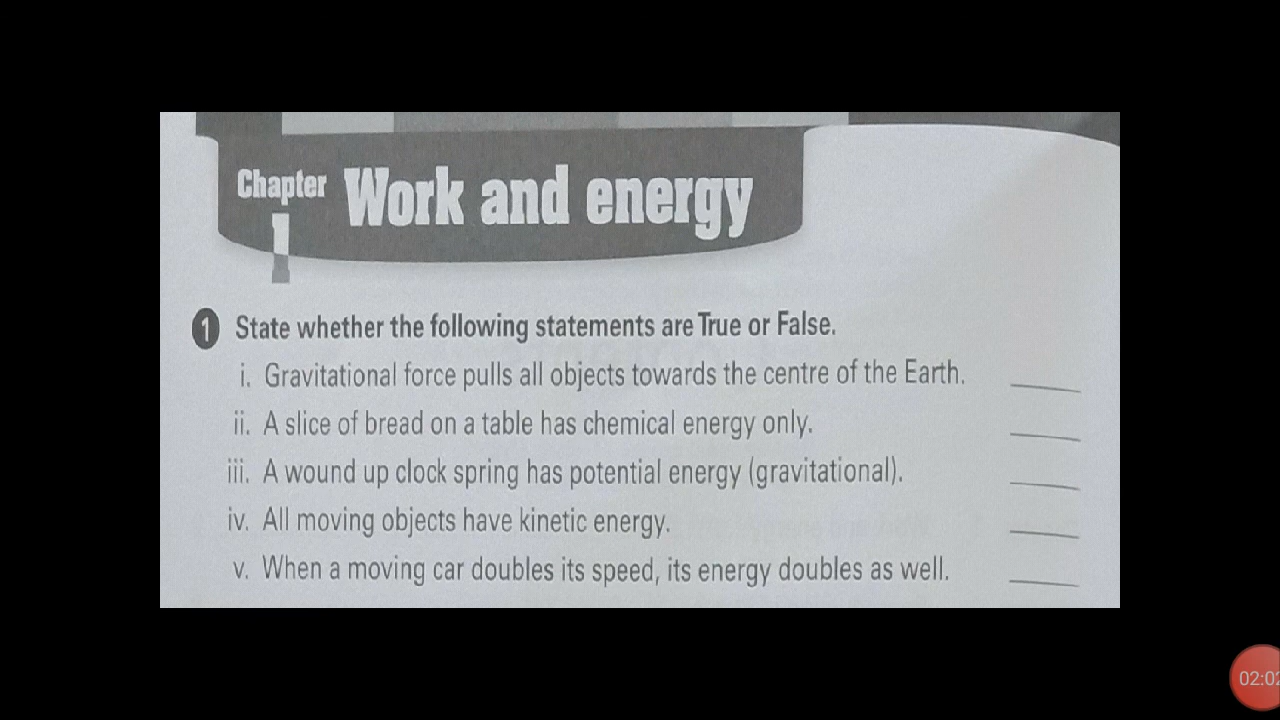 Chapter
1
Work and energy
1 State whether the following statements are True or False.
i. Gravitational force pulls all objects towards the centre of the Earth.
ii. A slice of bread on a table has chemical energy only.
iii. A wound up clock spring has potential energy (gravitational).
iv. All moving objects have kinetic energy.
v. When a moving car doubles its speed, its energy doubles as well.